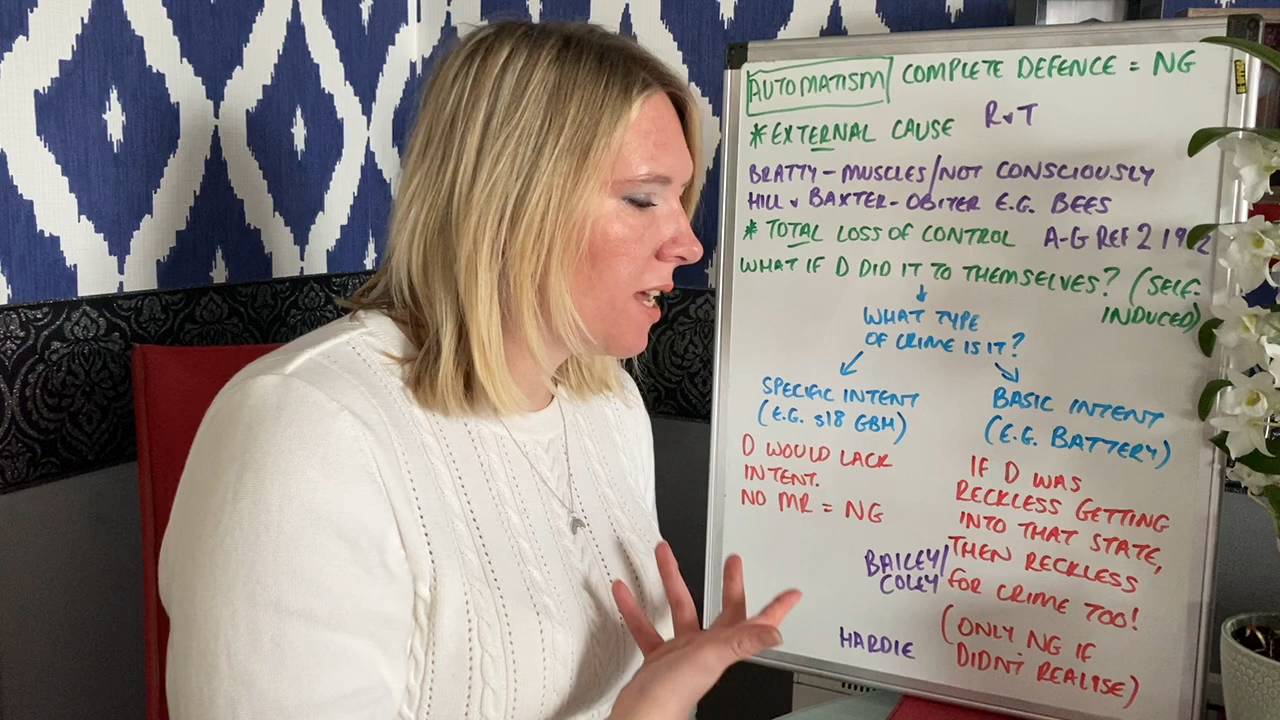 AUTOMATISM COMPLETE DEFENCE = NG
* EXTERNAL CAUSE R v T
BRATTY - MUSCLES/NOT CONSCIOUSLY
HILL v BAXTER - OBITER E.G. BEES
* TOTAL LOSS OF CONTROL A-G REF 2 19 2
WHAT IF D DID IT TO THEMSELVES? (SELF-
INDUCED)
WHAT TYPE
OF CRIME IS IT?
SPECIFIC INTENT
(E.G. s18 GBH)
D WOULD LACK
INTENT.
NO MR = NG
BASIC INTENT
(E.G. BATTERY)
IF D WAS
RECKLESS GETTING
INTO THAT STATE,
THEN RECKLESS
FOR CRIME TOO!
(ONLY NG IF
DIDN'T REALISE)
BAILEY/
COLEY
HARDIE